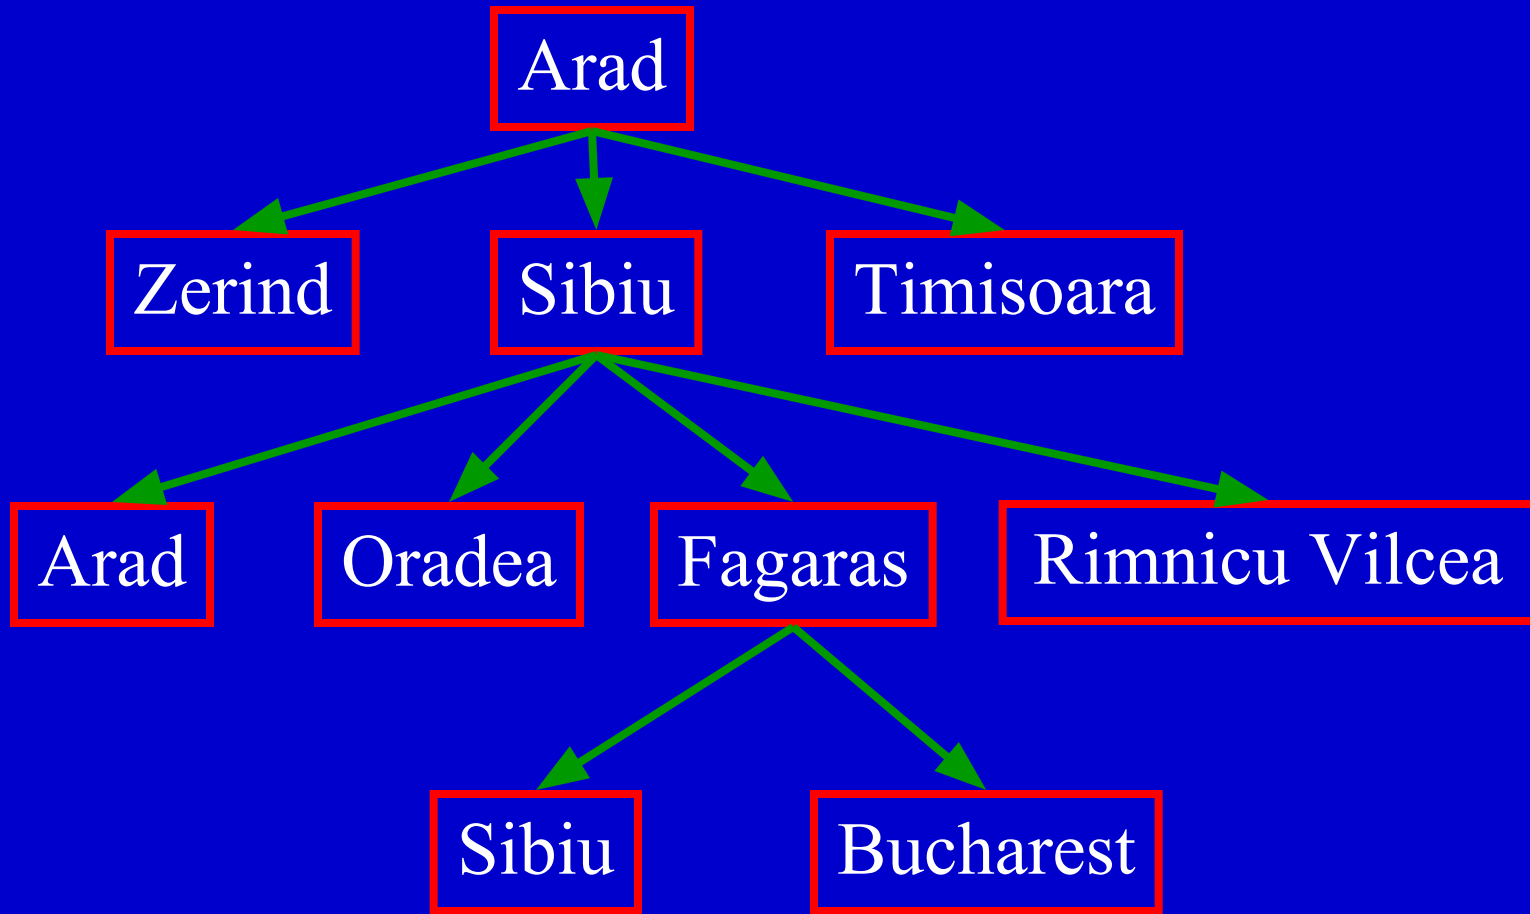 Arad
Zerind
Sibiu
Timisoara
Arad
Oradea
Fagaras
Rimnicu Vilcea
Sibiu
Bucharest